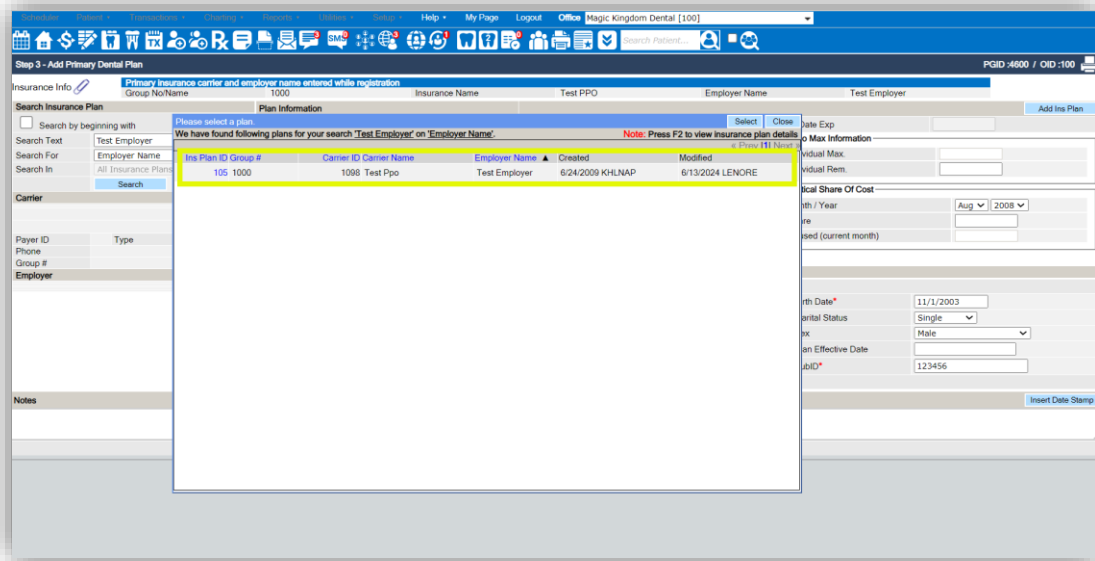 Scheduler Patient Transactions Charting Reports Utilities Setup Help My Page Logout Office Magic Kingdom Dental [100]
Search Patient...
Step 3 - Add Primary Dental Plan PGID :4600 / OID :100
Insurance Info Primary insurance carrier and employer name entered while registration
Group No/Name 1000 Insurance Name Test PPO Employer Name Test Employer
Search Insurance Plan Plan Information Add Ins Plan
Search by beginning with Please select a plan. Select Close Date Exp
Search Text Test Employer We have found following plans for your search 'Test Employer' on 'Employer Name'. Note: Press F2 to view insurance plan details o Max Information
« Prev [1] Next »
Search For Employer Name Ins Plan ID Group # Carrier ID Carrier Name Employer Name ▲ Created Modified vidual Max.
Search In All Insurance Plans 105 1000 1098 Test Ppo Test Employer 6/24/2009 KHLNAP 6/13/2024 LENORE vidual Rem.
Search tical Share Of Cost
Carrier nth / Year Aug 2008
are
Payer ID Type used (current month)
Phone
Group #
Employer
rth Date* 11/1/2003
arital Status Single
ex Male
an Effective Date
ubID* 123456
Notes Insert Date Stamp